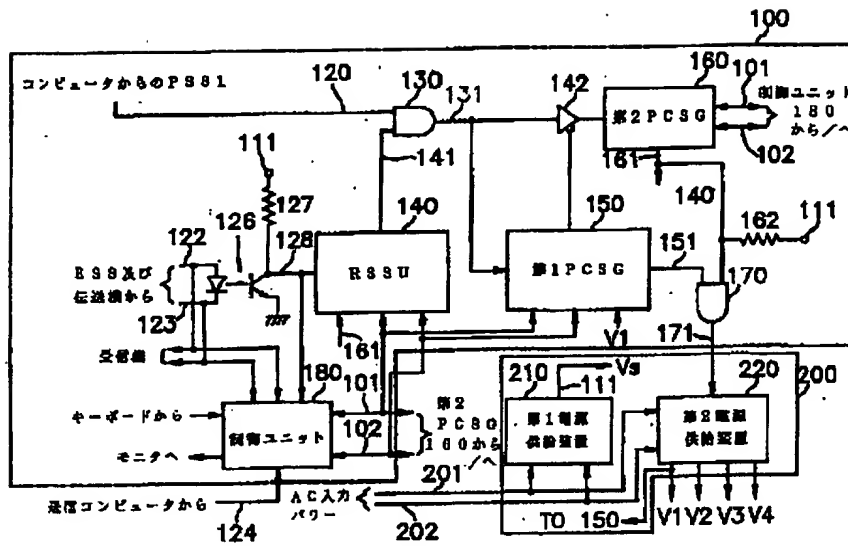 100
コンピュータからのPSS1
120
130
131
142
160
第2PCSG
101
制御ユニット
180
から/へ
102
161
141
140
111
127
126
128
122
RSS及び
伝送機から
123
140
RSSU
150
第1PCSG
151
162
111
170
V1
171
161
受信機
180
キーボードから
制御ユニット
モニタへ
101
102
第2
PCSG
160から
/へ
210
第1電源
供給装置
111
Vs
220
第2電源
供給装置
200
送信コンピュータから
124
AC入力
パワー
201
202
TO 150
V1 V2 V3 V4